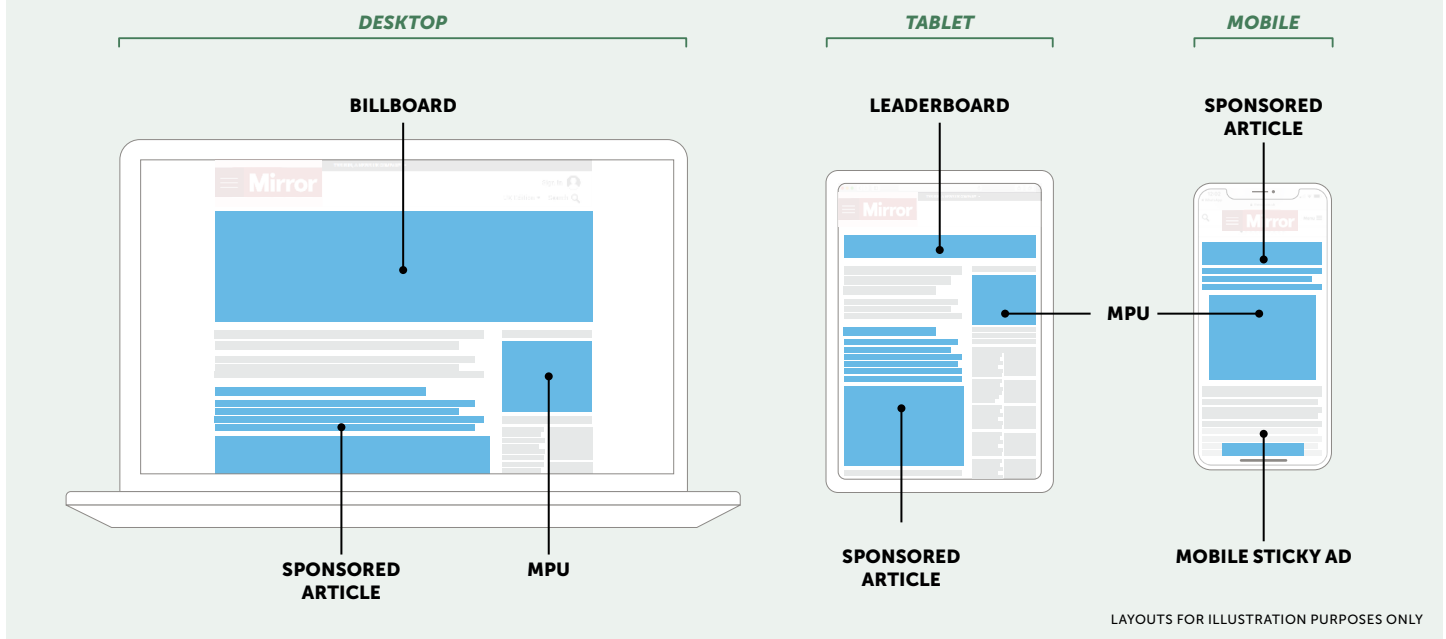 DESKTOP
TABLET
MOBILE
BILLBOARD
LEADERBOARD
SPONSORED
ARTICLE
Mirror
Mirror
Mirror
MPU
SPONSORED
ARTICLE
MPU
SPONSORED
ARTICLE
MOBILE STICKY AD
LAYOUTS FOR ILLUSTRATION PURPOSES ONLY